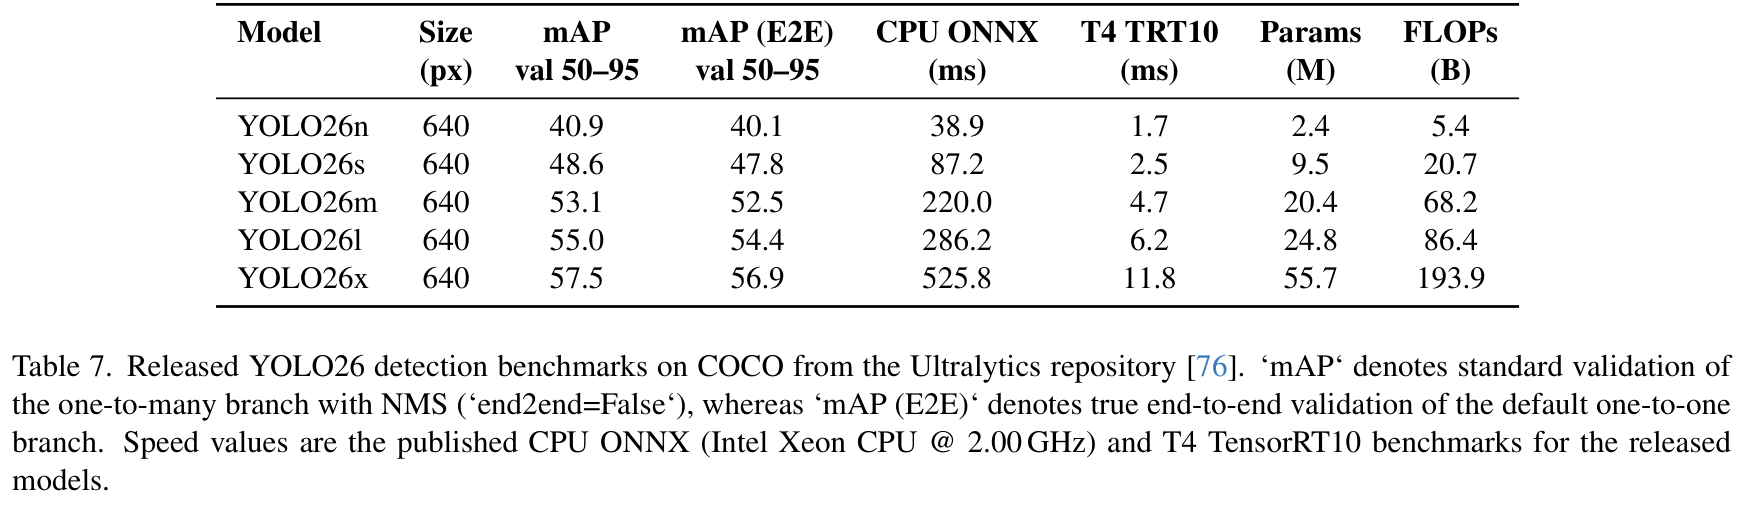 Model Size mAP mAP (E2E) CPU ONNX T4 TRT10 Params FLOPs
(px) val 50–95 val 50–95 (ms) (ms) (M) (B)
YOLO26n 640 40.9 40.1 38.9 1.7 2.4 5.4
YOLO26s 640 48.6 47.8 87.2 2.5 9.5 20.7
YOLO26m 640 53.1 52.5 220.0 4.7 20.4 68.2
YOLO26l 640 55.0 54.4 286.2 6.2 24.8 86.4
YOLO26x 640 57.5 56.9 525.8 11.8 55.7 193.9
Table 7. Released YOLO26 detection benchmarks on COCO from the Ultralytics repository [76]. ‘mAP‘ denotes standard validation of
the one-to-many branch with NMS (‘end2end=False‘), whereas ‘mAP (E2E)‘ denotes true end-to-end validation of the default one-to-one
branch. Speed values are the published CPU ONNX (Intel Xeon CPU @ 2.00 GHz) and T4 TensorRT10 benchmarks for the released
models.